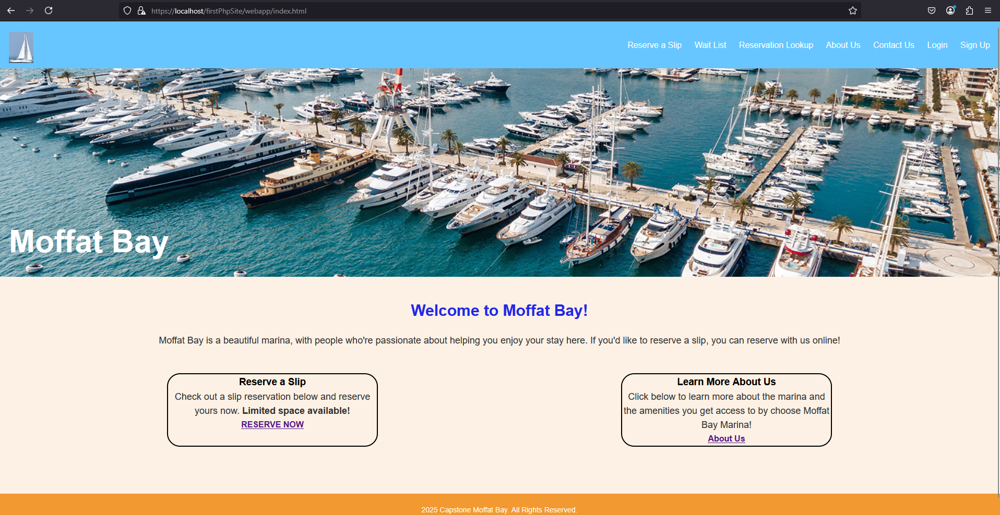 https://localhost/firstPhpSite/webapp/index.html
Reserve a Slip Wait List Reservation Lookup About Us Contact Us Login Sign Up
Moffat Bay
Welcome to Moffat Bay!
Moffat Bay is a beautiful marina, with people who're passionate about helping you enjoy your stay here. If you'd like to reserve a slip, you can reserve with us online!
Reserve a Slip
Check out a slip reservation below and reserve
yours now. Limited space available!
RESERVE NOW
Learn More About Us
Click below to learn more about the marina and
the amenities you get access to by choose Moffat
Bay Marina!
About Us
2025 Capstone Moffat Bay. All Rights Reserved.